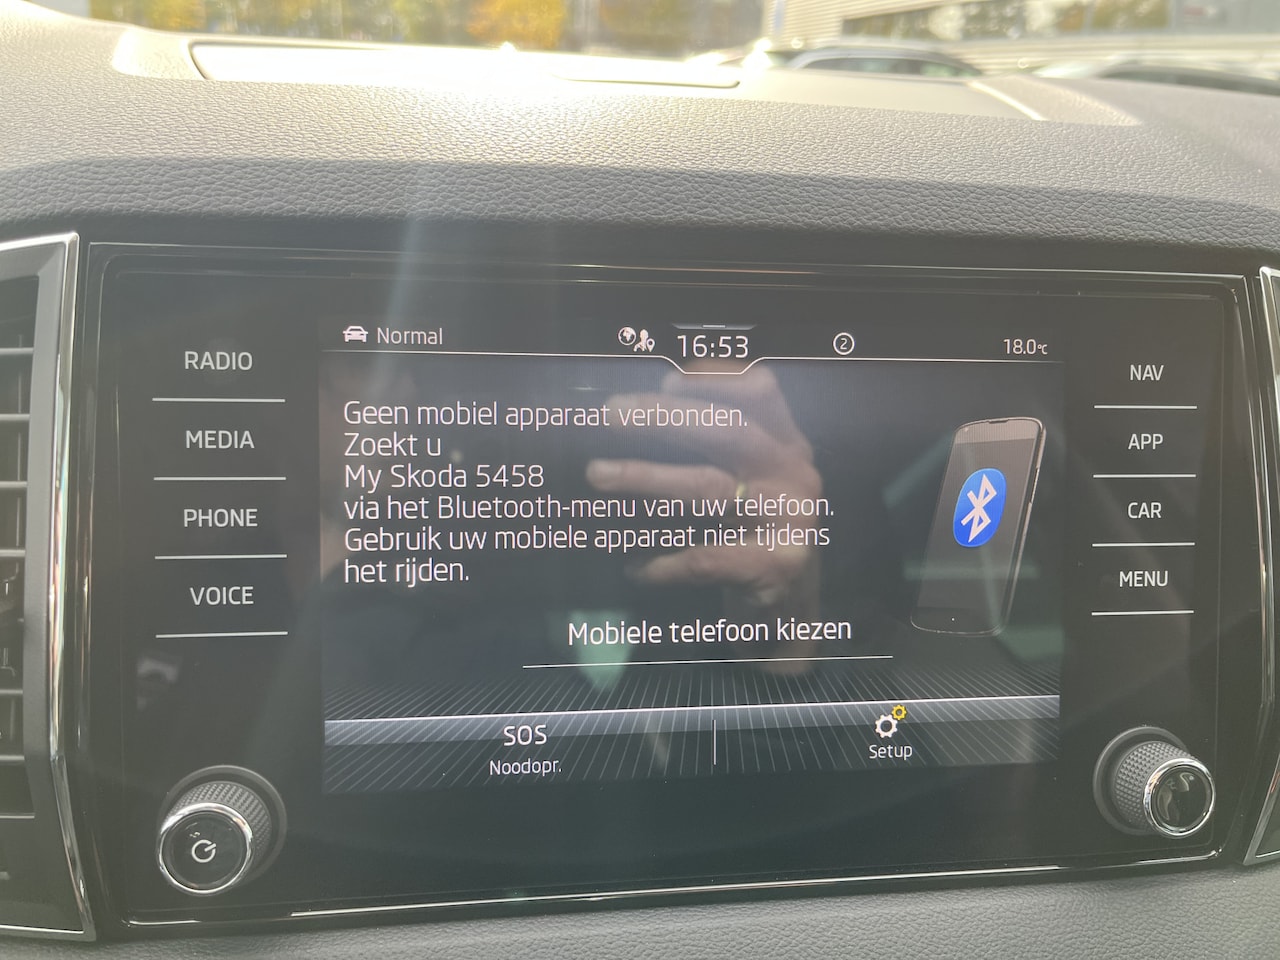 Normal 16:53 2 18.0°C
RADIO
MEDIA
PHONE
VOICE
Geen mobiel apparaat verbonden.
Zoekt u
My Skoda 5458
via het Bluetooth-menu van uw telefoon.
Gebruik uw mobiele apparaat niet tijdens
het rijden.
Mobiele telefoon kiezen
SOS
Noodopr.
Setup
NAV
APP
CAR
MENU